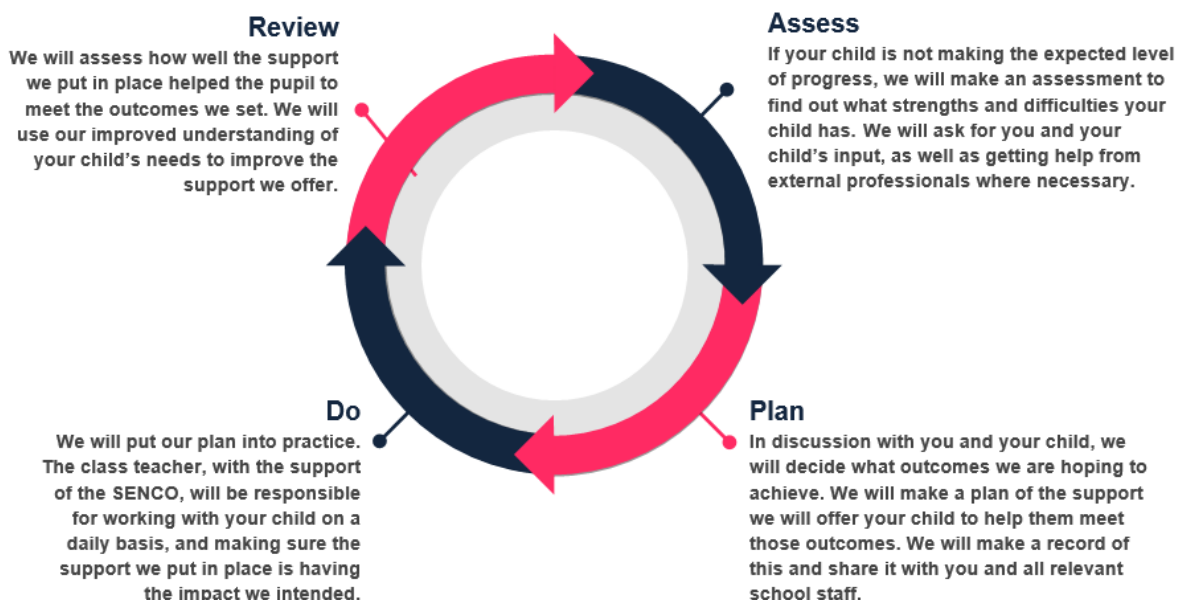 Review
We will assess how well the support
we put in place helped the pupil to
meet the outcomes we set. We will
use our improved understanding of
your child's needs to improve the
support we offer.
Assess
If your child is not making the expected level
of progress, we will make an assessment to
find out what strengths and difficulties your
child has. We will ask for you and your
child's input, as well as getting help from
external professionals where necessary.
Do
We will put our plan into practice.
The class teacher, with the support
of the SENCO, will be responsible
for working with your child on a
daily basis, and making sure the
support we put in place is having
the impact we intended.
Plan
In discussion with you and your child, we
will decide what outcomes we are hoping to
achieve. We will make a plan of the support
we will offer your child to help them meet
those outcomes. We will make a record of
this and share it with you and all relevant
school staff.